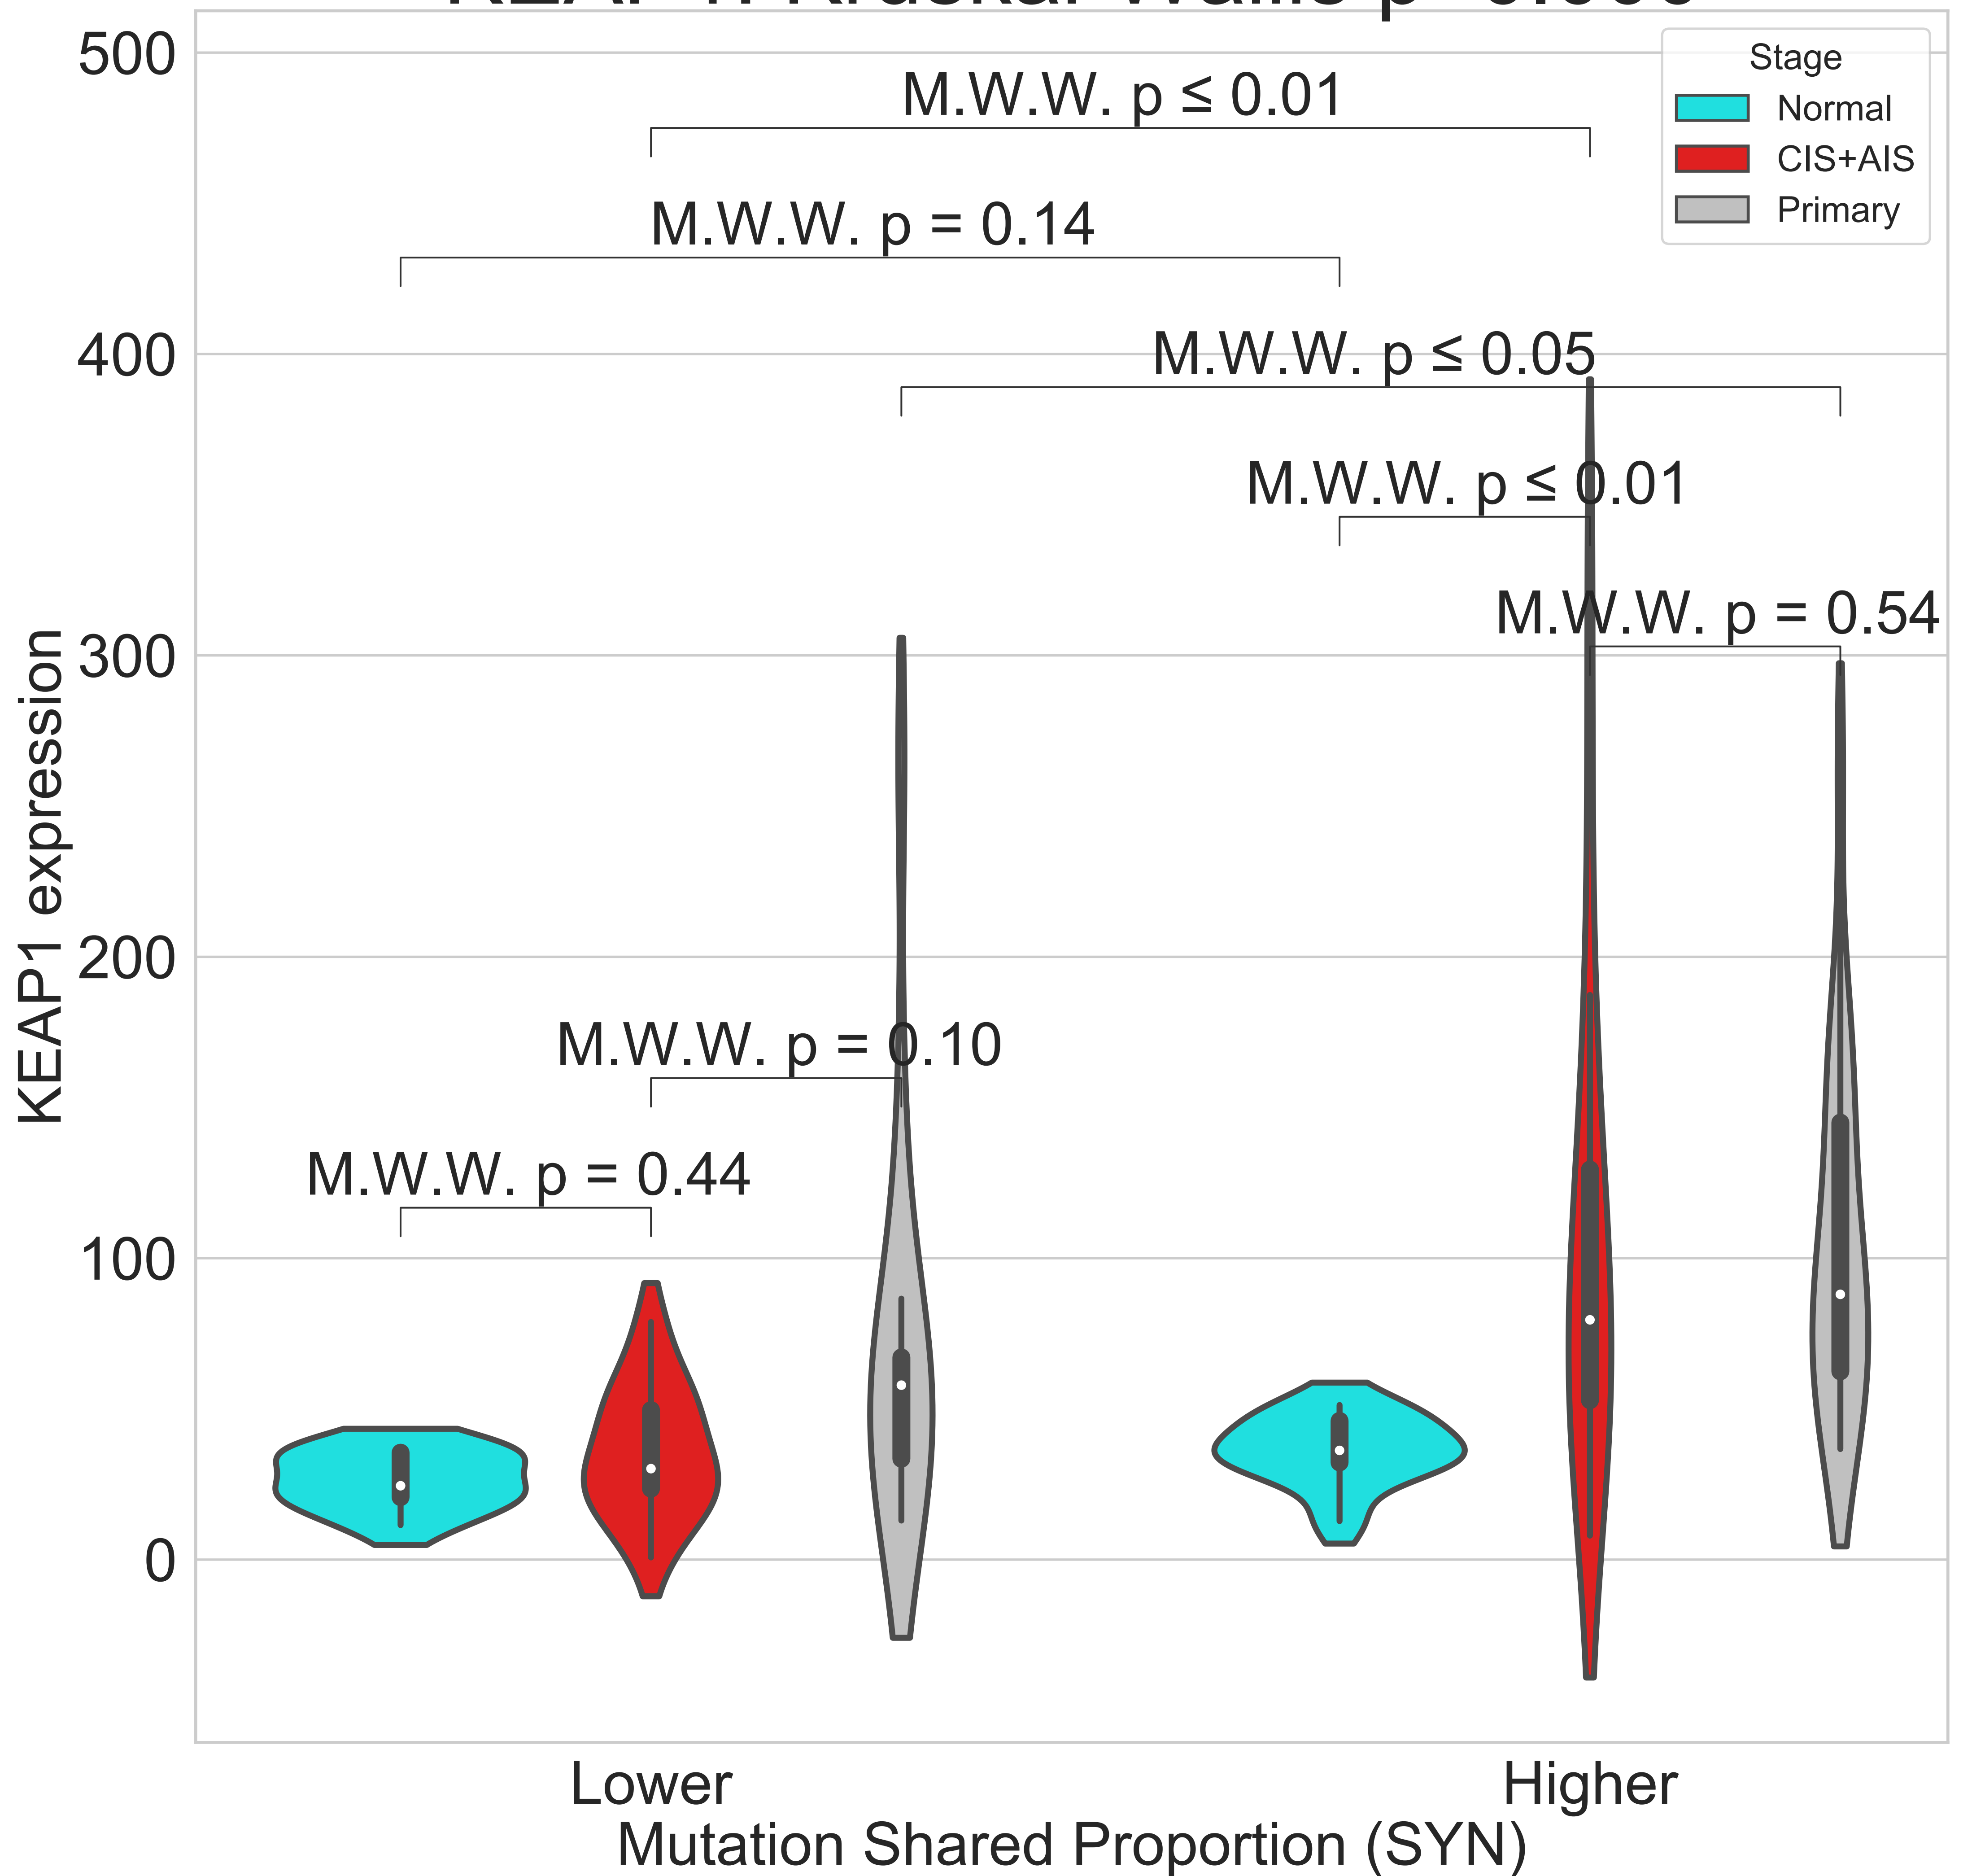 500
M.W.W. p ≤ 0.01
Stage
Normal
CIS+AIS
Primary
M.W.W. p = 0.14
400
M.W.W. p ≤ 0.05
M.W.W. p ≤ 0.01
M.W.W. p = 0.54
300
KEAP1 expression
200
M.W.W. p = 0.10
M.W.W. p = 0.44
100
0
Lower
Higher
Mutation Shared Proportion (SYN)